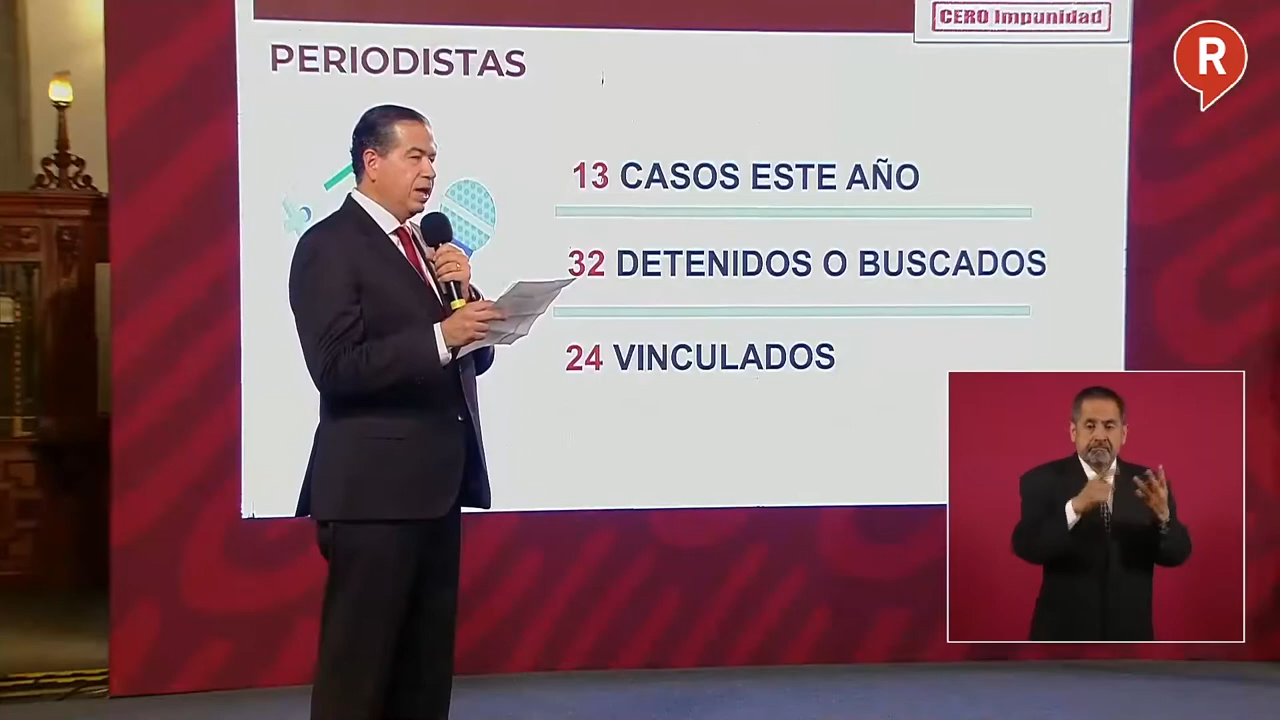 CERO Impunidad
R
PERIODISTAS
13 CASOS ESTE AÑO
32 DETENIDOS O BUSCADOS
24 VINCULADOS